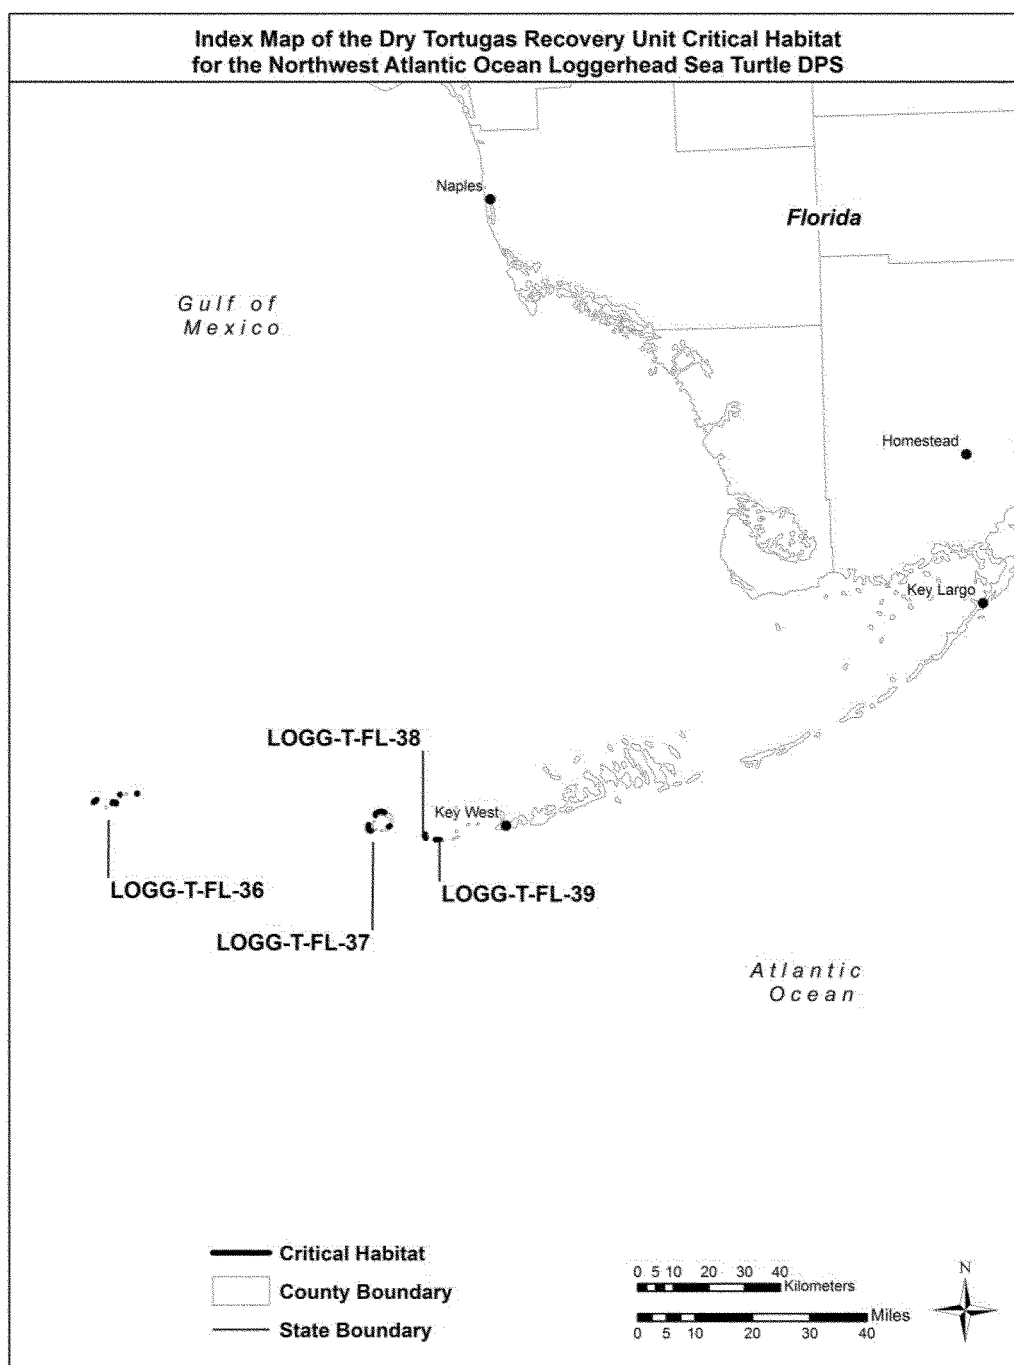 Index Map of the Dry Tortugas Recovery Unit Critical Habitat
for the Northwest Atlantic Ocean Loggerhead Sea Turtle DPS
Naples
Florida
Gulf of
Mexico
Homestead
Key Largo
LOGG-T-FL-38
Key West
LOGG-T-FL-36
LOGG-T-FL-39
LOGG-T-FL-37
Atlantic
Ocean
Critical Habitat
County Boundary
State Boundary
0 5 10 20 30 40
Kilometers
Miles
0 5 10 20 30 40
N